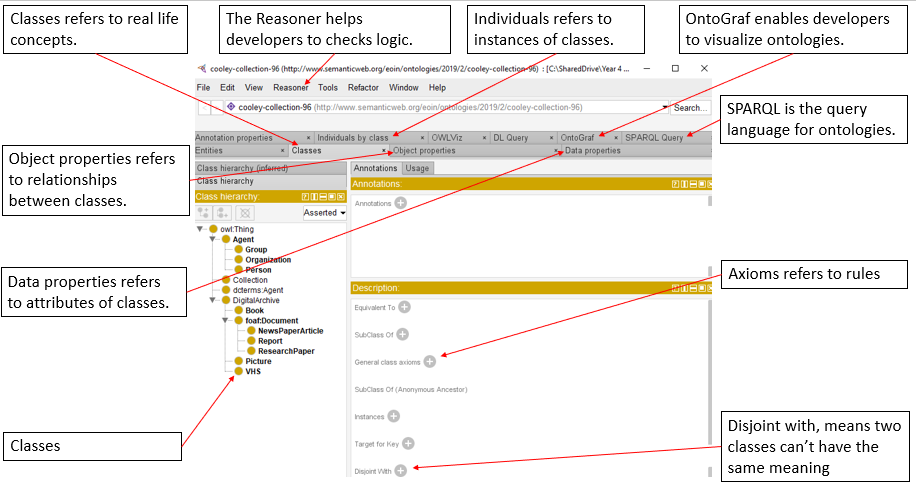 Classes refers to real life
concepts.
The Reasoner helps
developers to checks logic.
Individuals refers to
instances of classes.
OntoGraf enables developers
to visualize ontologies.
cooley-collection-96 (http://www.semanticweb.org/eoin/ontologies/2019/2/cooley-collection-96) : [C:\SharedDrive\Year 4 ...
File Edit View Reasoner Tools Refactor Window Help
cooley-collection-96 (http://www.semanticweb.org/eoin/ontologies/2019/2/cooley-collection-96)
Search...
SPARQL is the query
language for ontologies.
Annotation properties × Individuals by class × OWLViz × DL Query × OntoGraf × SPARQL Query ×
Entities × Classes × Object properties × Data properties
Object properties refers
to relationships
between classes.
Class hierarchy (inferred)
Class hierarchy
Class hierarchy:
Asserted
Annotations Usage
Annotations:
Annotations
owl:Thing
Agent
Group
Organization
Person
Collection
dcterms:Agent
DigitalArchive
Book
foaf:Document
NewsPaperArticle
Report
ResearchPaper
Picture
VHS
Data properties refers
to attributes of classes.
Axioms refers to rules
Description:
Equivalent To
SubClass Of
General class axioms
SubClass Of (Anonymous Ancestor)
Instances
Target for Key
Disjoint With
Classes
Disjoint with, means two
classes can’t have the
same meaning